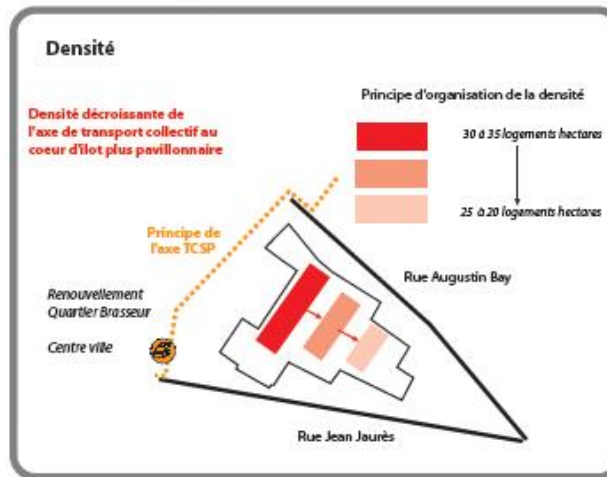 Densité
Principe d'organisation de la densité
Densité décroissante de
l'axe de transport collectif au
coeur d'îlot plus pavillonnaire
30 à 35 logements hectares
25 à 20 logements hectares
Principe de
l'axe TCSP
Rue Augustin Bay
Renouvellement
Quartier Brasseur
Centre ville
Rue Jean Jaurès